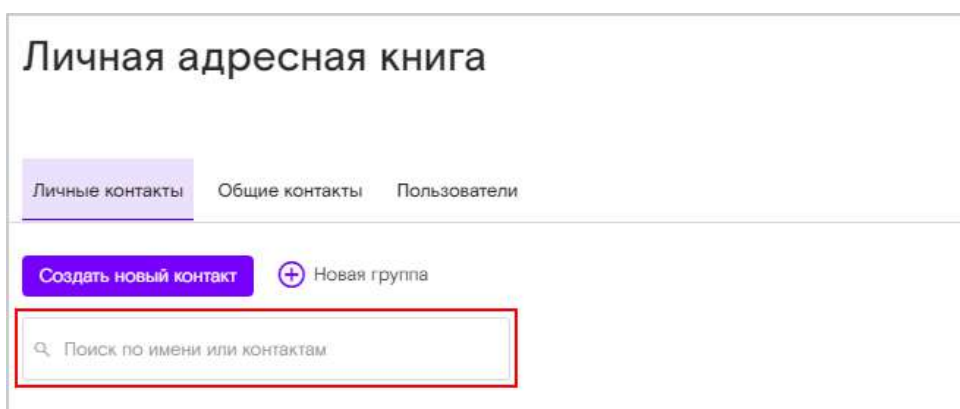 Личная адресная книга
Личные контакты Общие контакты Пользователи
Создать новый контакт Новая группа
Поиск по имени или контактам